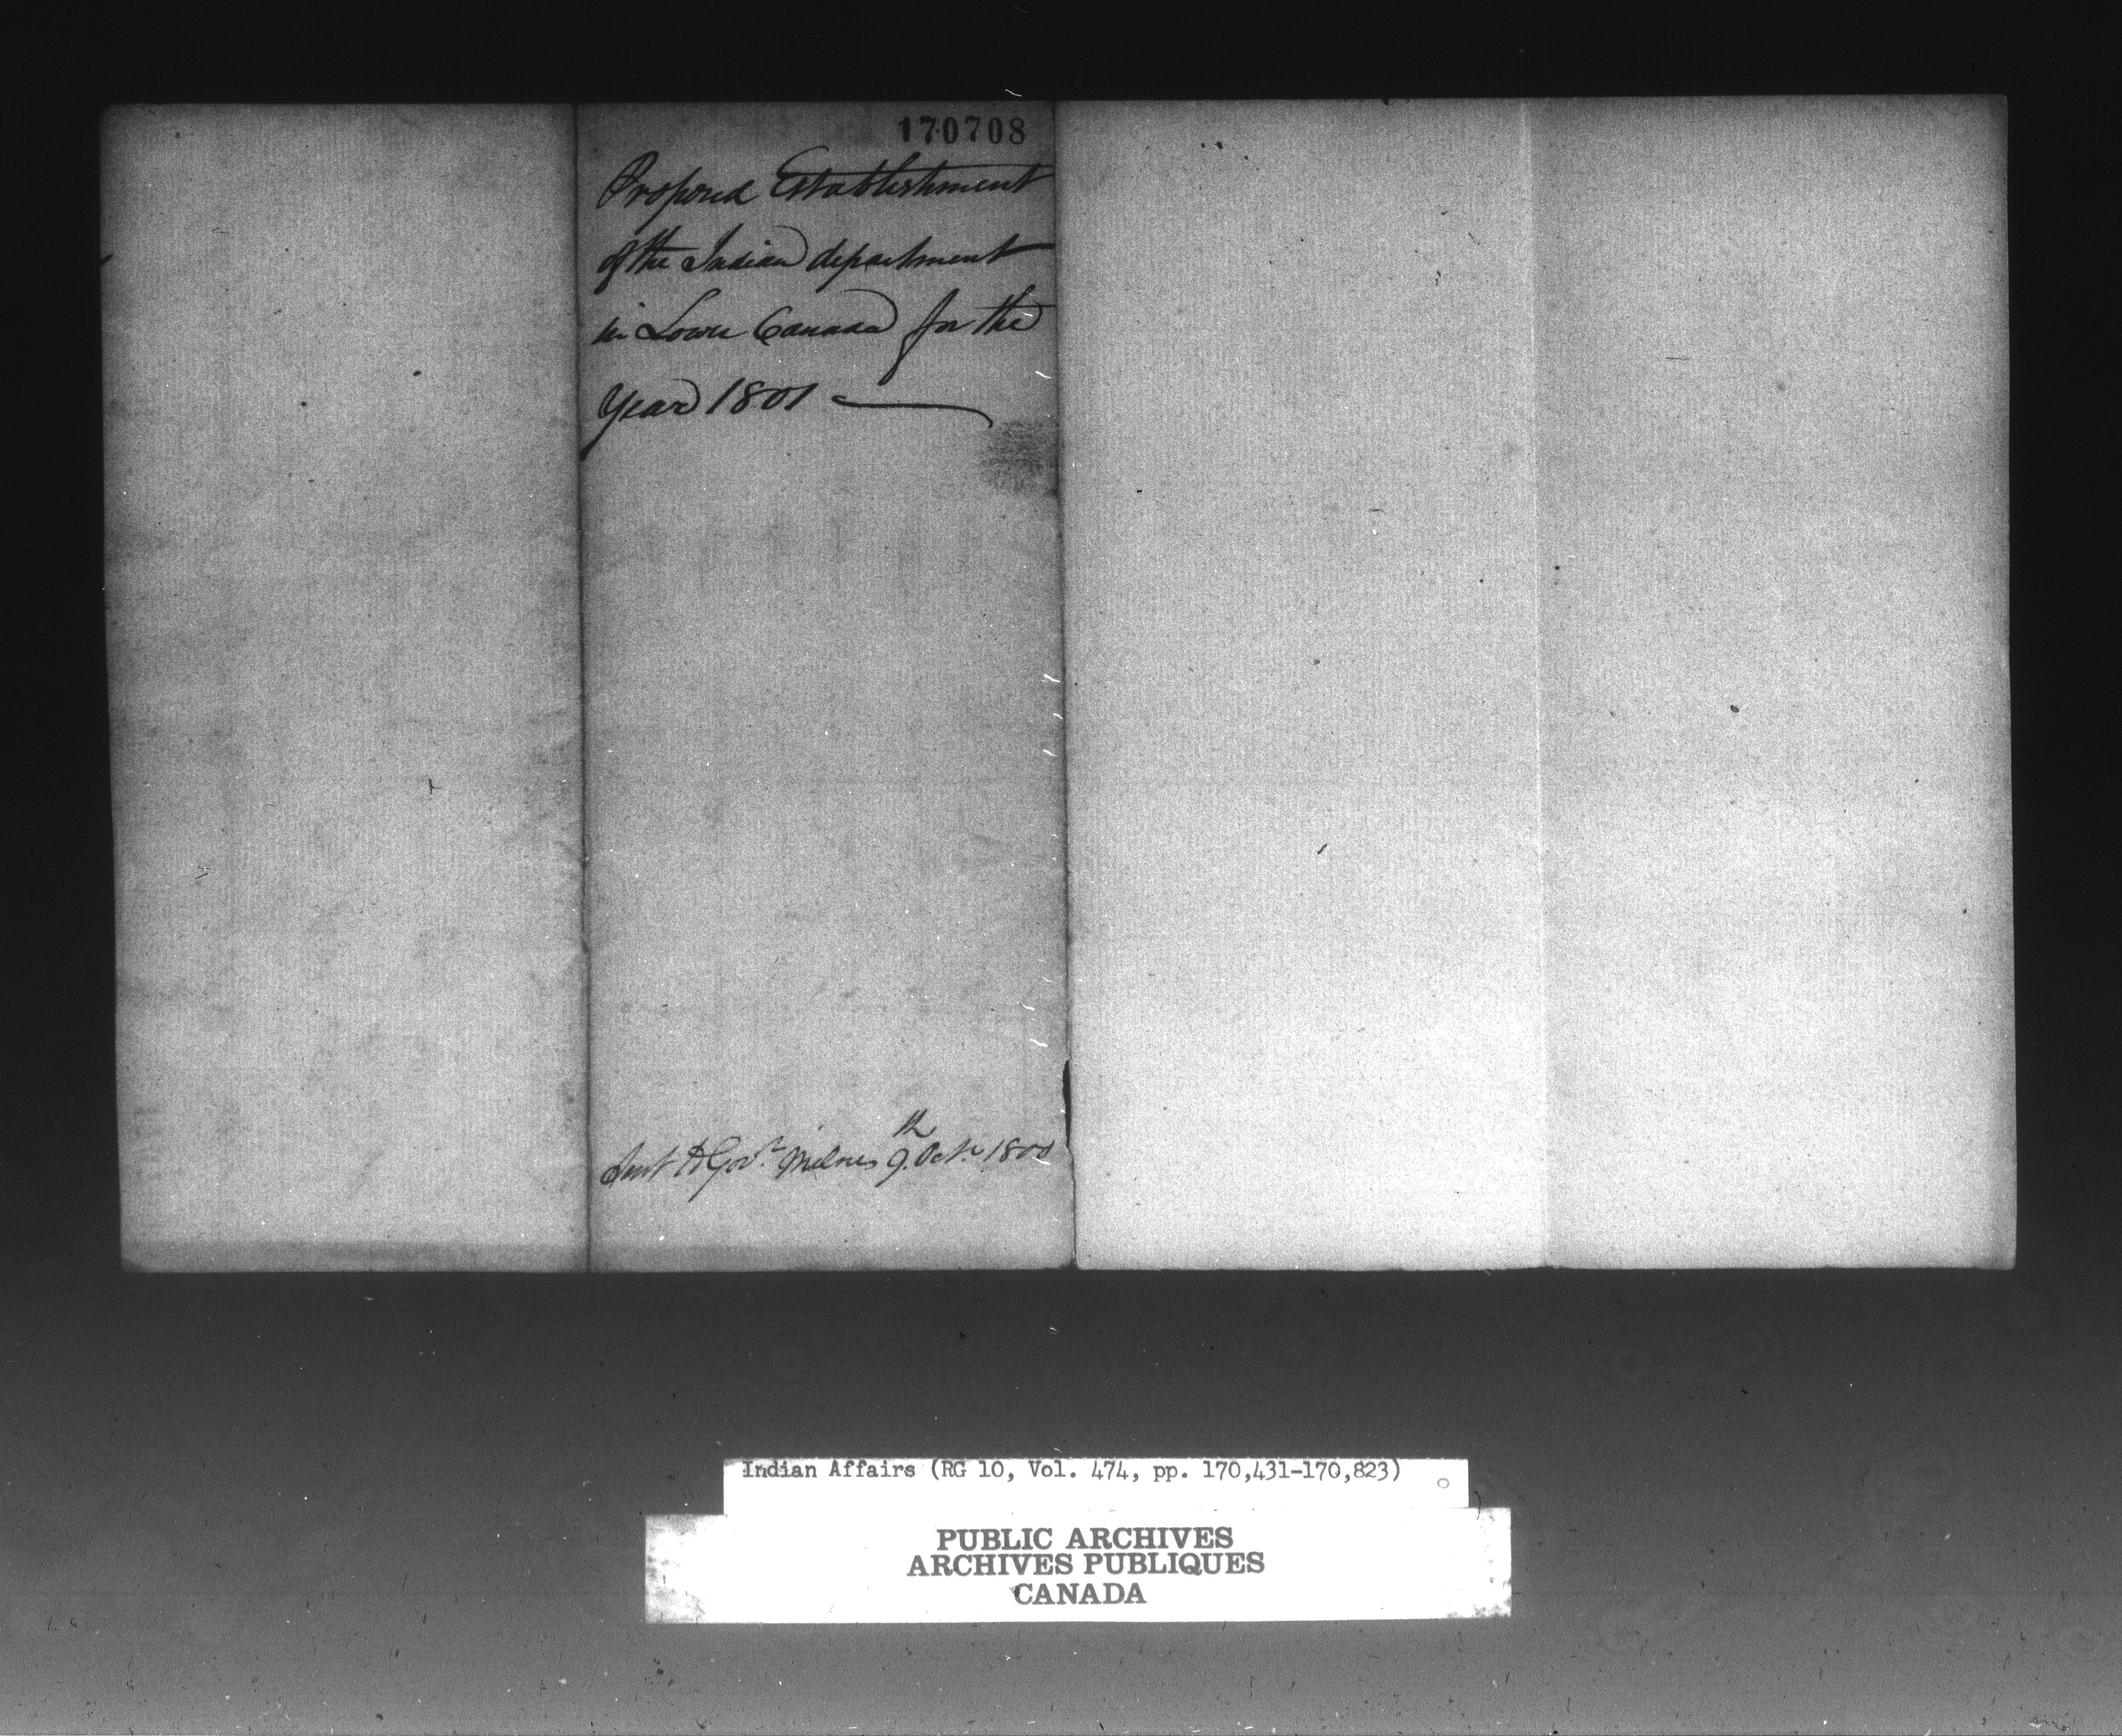 170708
Proposed Establishment
of the Indian department
in Lower Canada for the
Year 1801
Sent to Govr. Milnes 9th. Octr. 1800
Indian Affairs (RG 10, Vol. 474, pp. 170,431-170,823)
PUBLIC ARCHIVES
ARCHIVES PUBLIQUES
CANADA